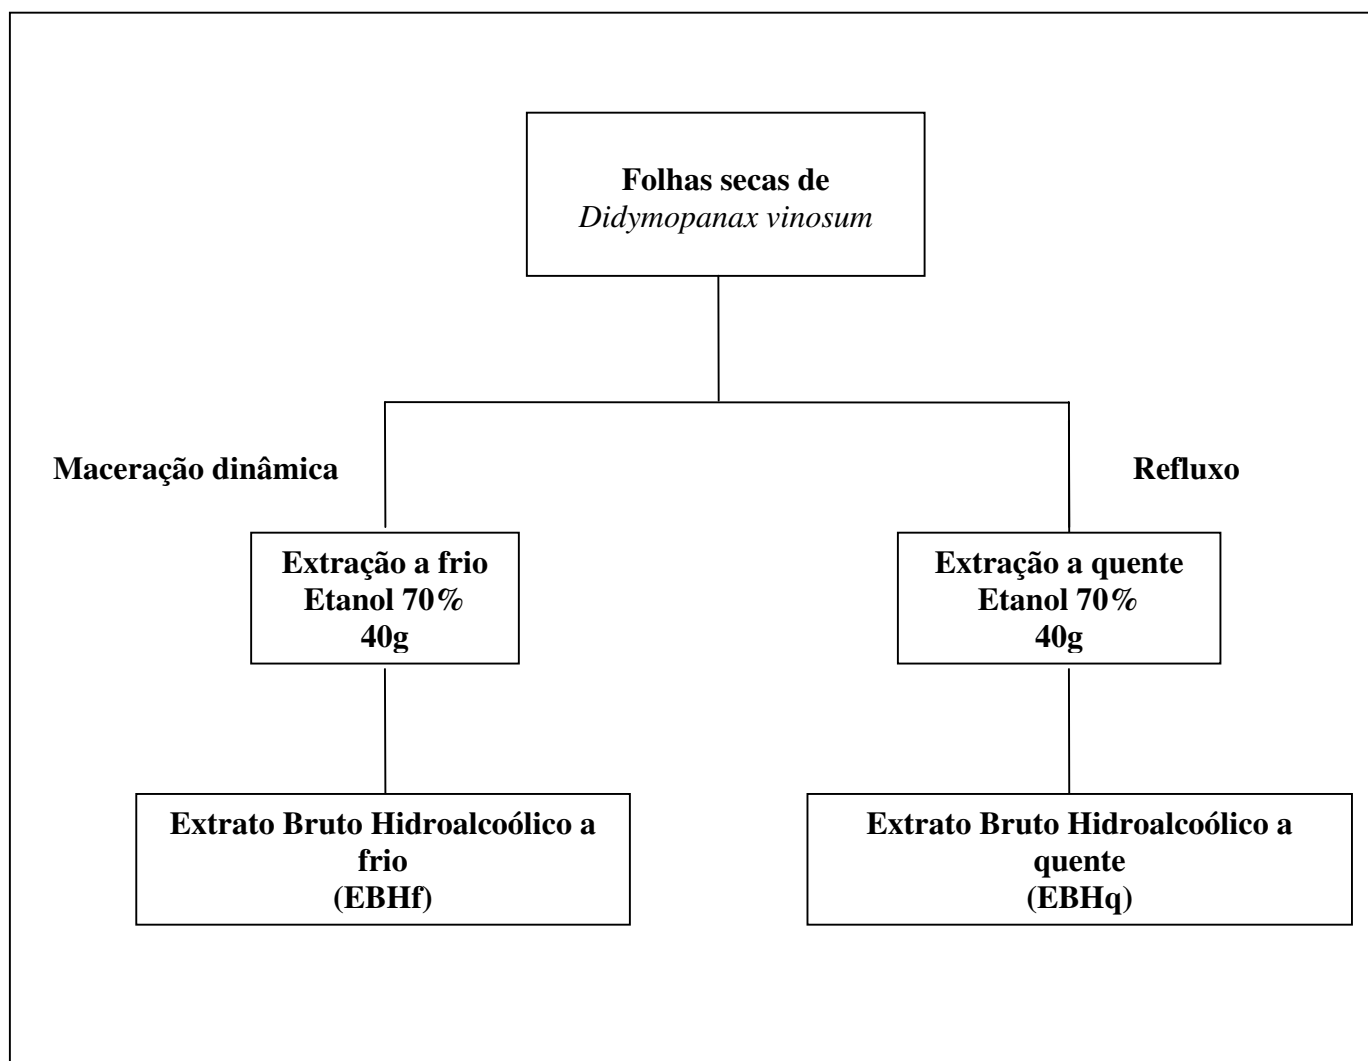 Folhas secas de
Didymopanax vinosum
Maceração dinâmica
Refluxo
Extração a frio
Etanol 70%
40g
Extração a quente
Etanol 70%
40g
Extrato Bruto Hidroalcoólico a
frio
(EBHf)
Extrato Bruto Hidroalcoólico a
quente
(EBHq)